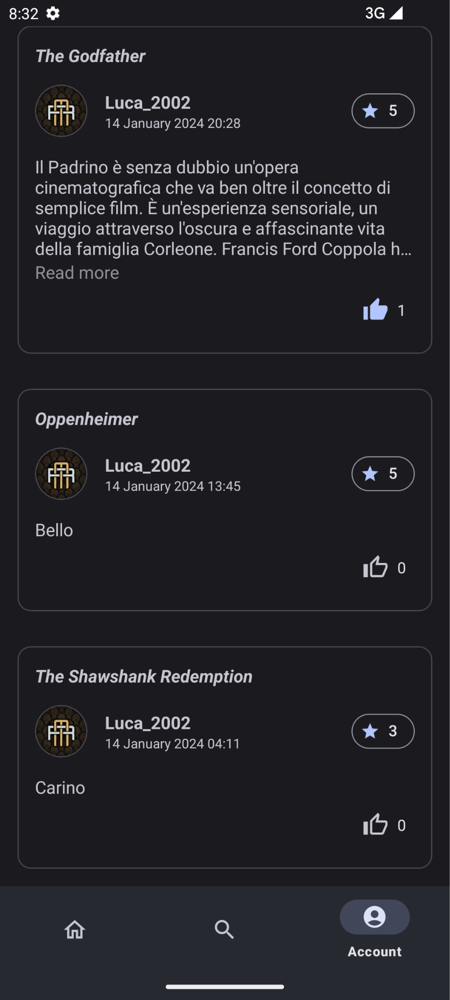 8:32
3G
The Godfather
Luca_2002
14 January 2024 20:28
5
Il Padrino è senza dubbio un'opera
cinematografica che va ben oltre il concetto di
semplice film. È un'esperienza sensoriale, un
viaggio attraverso l'oscura e affascinante vita
della famiglia Corleone. Francis Ford Coppola h…
Read more
1
Oppenheimer
Luca_2002
14 January 2024 13:45
5
Bello
0
The Shawshank Redemption
Luca_2002
14 January 2024 04:11
3
Carino
0
Account